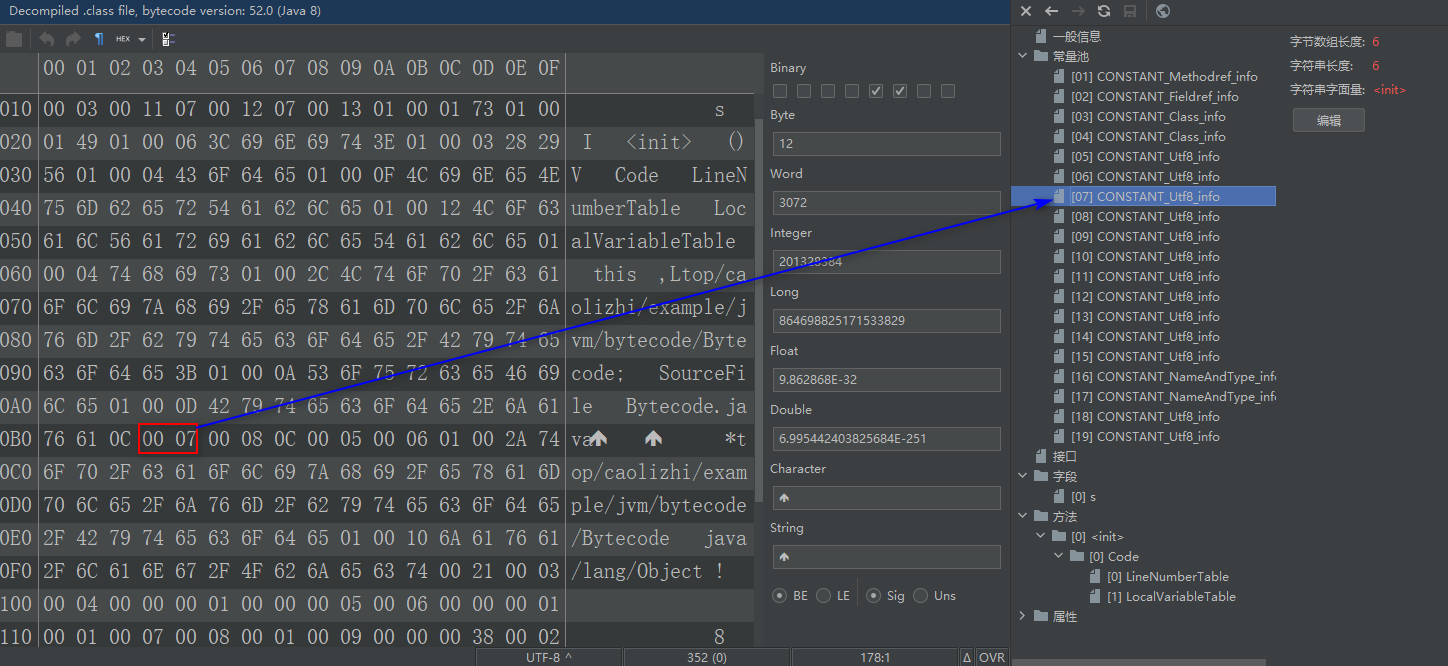 Decompiled .class file, bytecode version: 52.0 (Java 8)
HEX
00 01 02 03 04 05 06 07 08 09 0A 0B 0C 0D 0E 0F
010 00 03 00 11 07 00 12 07 00 13 01 00 01 73 01 00 s
020 01 49 01 00 06 3C 69 6E 69 74 3E 01 00 03 28 29 I <init> ()
030 56 01 00 04 43 6F 64 65 01 00 0F 4C 69 6E 65 4E V Code LineN
040 75 6D 62 65 72 54 61 62 6C 65 01 00 12 4C 6F 63 umberTable Loc
050 61 6C 56 61 72 69 61 62 6C 65 54 61 62 6C 65 01 alVariableTable
060 00 04 74 68 69 73 01 00 2C 4C 74 6F 70 2F 63 61 this ,Ltop/ca
070 6F 6C 69 7A 68 69 2F 65 78 61 6D 70 6C 65 2F 6A olizhi/example/j
080 76 6D 2F 62 79 74 65 63 6F 64 65 2F 42 79 74 65 vm/bytecode/Byte
090 63 6F 64 65 3B 01 00 0A 53 6F 75 72 63 65 46 69 code; SourceFi
0A0 6C 65 01 00 0D 42 79 74 65 63 6F 64 65 2E 6A 61 le Bytecode.ja
0B0 76 61 0C 00 07 00 08 0C 00 05 00 06 01 00 2A 74 va *t
0C0 6F 70 2F 63 61 6F 6C 69 7A 68 69 2F 65 78 61 6D op/caolizhi/exam
0D0 70 6C 65 2F 6A 76 6D 2F 62 79 74 65 63 6F 64 65 ple/jvm/bytecode
0E0 2F 42 79 74 65 63 6F 64 65 01 00 10 6A 61 76 61 /Bytecode java
0F0 2F 6C 61 6E 67 2F 4F 62 6A 65 63 74 00 21 00 03 /lang/Object !
100 00 04 00 00 00 01 00 00 00 05 00 06 00 00 00 01
110 00 01 00 07 00 08 00 01 00 09 00 00 00 38 00 02 8
UTF-8 ^ 352 (0) 178:1 Δ OVR
Binary
Byte
12
Word
3072
Integer
201328384
Long
864698825171533829
Float
9.862868E-32
Double
6.995442403825684E-251
Character
String
BE LE Sig Uns
一般信息
常量池
[01] CONSTANT_Methodref_info
[02] CONSTANT_Fieldref_info
[03] CONSTANT_Class_info
[04] CONSTANT_Class_info
[05] CONSTANT_Utf8_info
[06] CONSTANT_Utf8_info
[07] CONSTANT_Utf8_info
[08] CONSTANT_Utf8_info
[09] CONSTANT_Utf8_info
[10] CONSTANT_Utf8_info
[11] CONSTANT_Utf8_info
[12] CONSTANT_Utf8_info
[13] CONSTANT_Utf8_info
[14] CONSTANT_Utf8_info
[15] CONSTANT_Utf8_info
[16] CONSTANT_NameAndType_info
[17] CONSTANT_NameAndType_info
[18] CONSTANT_Utf8_info
[19] CONSTANT_Utf8_info
接口
字段
[0] s
方法
[0] <init>
[0] Code
[0] LineNumberTable
[1] LocalVariableTable
属性
字节数组长度: 6
字符串长度: 6
字符串字面量: <init>
编辑